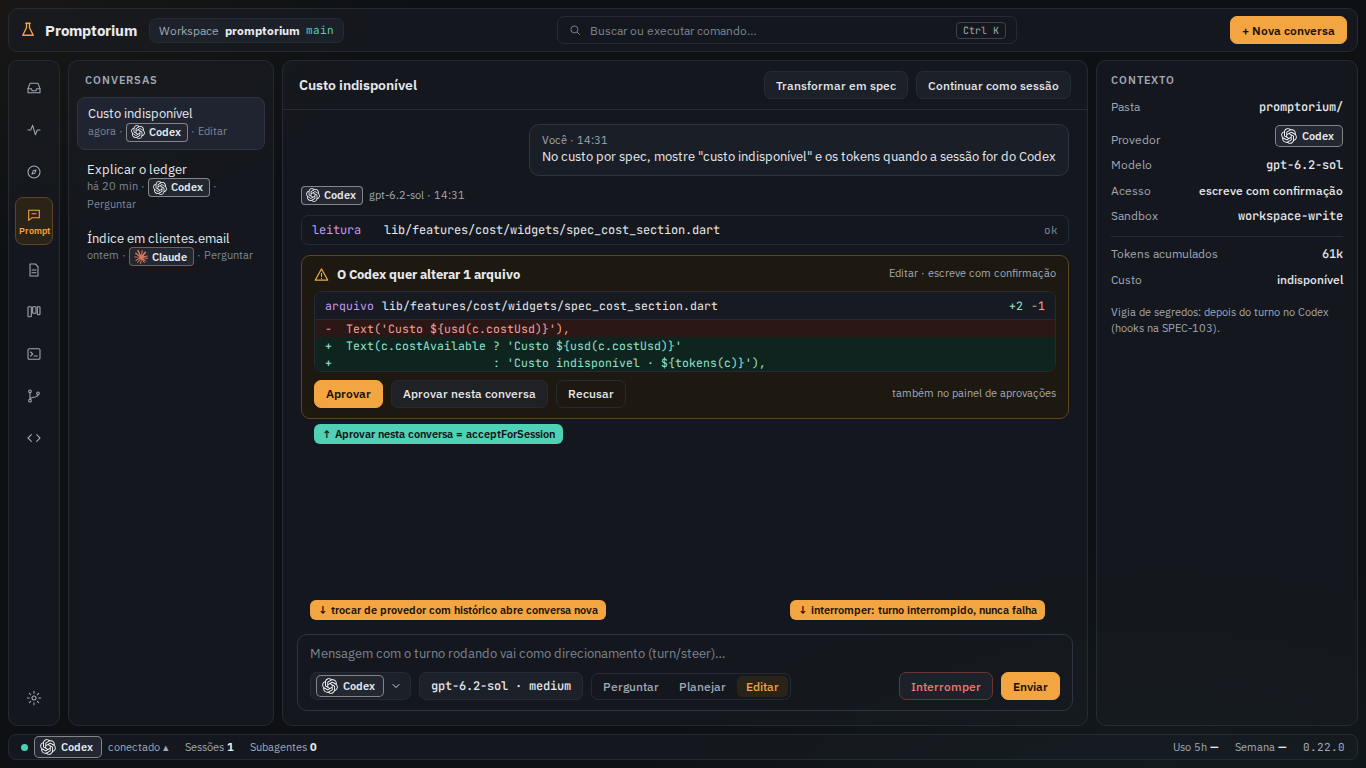 Promptorium
Workspace promptorium main
Buscar ou executar comando...
Ctrl K
+ Nova conversa
Prompt
CONVERSAS
Custo indisponível
agora · Codex · Editar
Explicar o ledger
há 20 min · Codex ·
Perguntar
Índice em clientes.email
ontem · Claude · Perguntar
Custo indisponível
Transformar em spec
Continuar como sessão
Você · 14:31
No custo por spec, mostre "custo indisponível" e os tokens quando a sessão for do Codex
Codex gpt-6.2-sol · 14:31
leitura lib/features/cost/widgets/spec_cost_section.dart ok
O Codex quer alterar 1 arquivo
Editar · escreve com confirmação
arquivo lib/features/cost/widgets/spec_cost_section.dart +2 -1
- Text('Custo ${usd(c.costUsd)}'),
+ Text(c.costAvailable ? 'Custo ${usd(c.costUsd)}'
+ : 'Custo indisponível · ${tokens(c)}'),
Aprovar
Aprovar nesta conversa
Recusar
também no painel de aprovações
↑ Aprovar nesta conversa = acceptForSession
↓ trocar de provedor com histórico abre conversa nova
↓ interromper: turno interrompido, nunca falha
Mensagem com o turno rodando vai como direcionamento (turn/steer)...
Codex
gpt-6.2-sol · medium
Perguntar
Planejar
Editar
Interromper
Enviar
CONTEXTO
Pasta promptorium/
Provedor Codex
Modelo gpt-6.2-sol
Acesso escreve com confirmação
Sandbox workspace-write
Tokens acumulados 61k
Custo indisponível
Vigia de segredos: depois do turno no Codex
(hooks na SPEC-103).
Codex conectado ▴
Sessões 1
Subagentes 0
Uso 5h —
Semana —
0.22.0